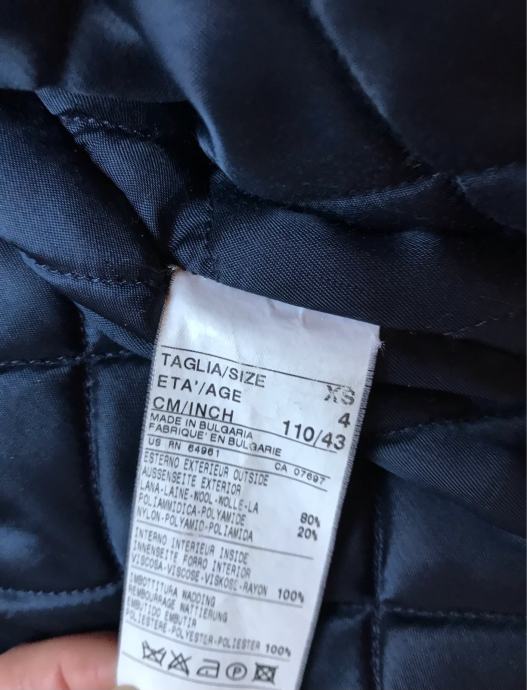 TAGLIA/SIZE XS
ETA'/AGE 4
CM/INCH 110/43
MADE IN BULGARIA
FABRIQUE' EN BULGARIE
US RN 64961 CA 07697
ESTERNO EXTERIEUR OUTSIDE
AUSSENSEITE EXTERIOR
LANA-LAINE-WOOL-WOLLE-LA 80%
POLIAMMIDICA-POLYAMIDE 20%
NYLON-POLYAMID-POLIAMIDA
INTERNO INTERIEUR INSIDE
INNENSEITE FORRO INTERIOR
VISCOSA-VISCOSE-VISKOSE-RAYON 100%
IMBOTTITURA WADDING
REMBOURRAGE WATTIERUNG
EMBUTIDO EMBUTIR
POLIESTERE-POLYESTER-POLIESTER 100%